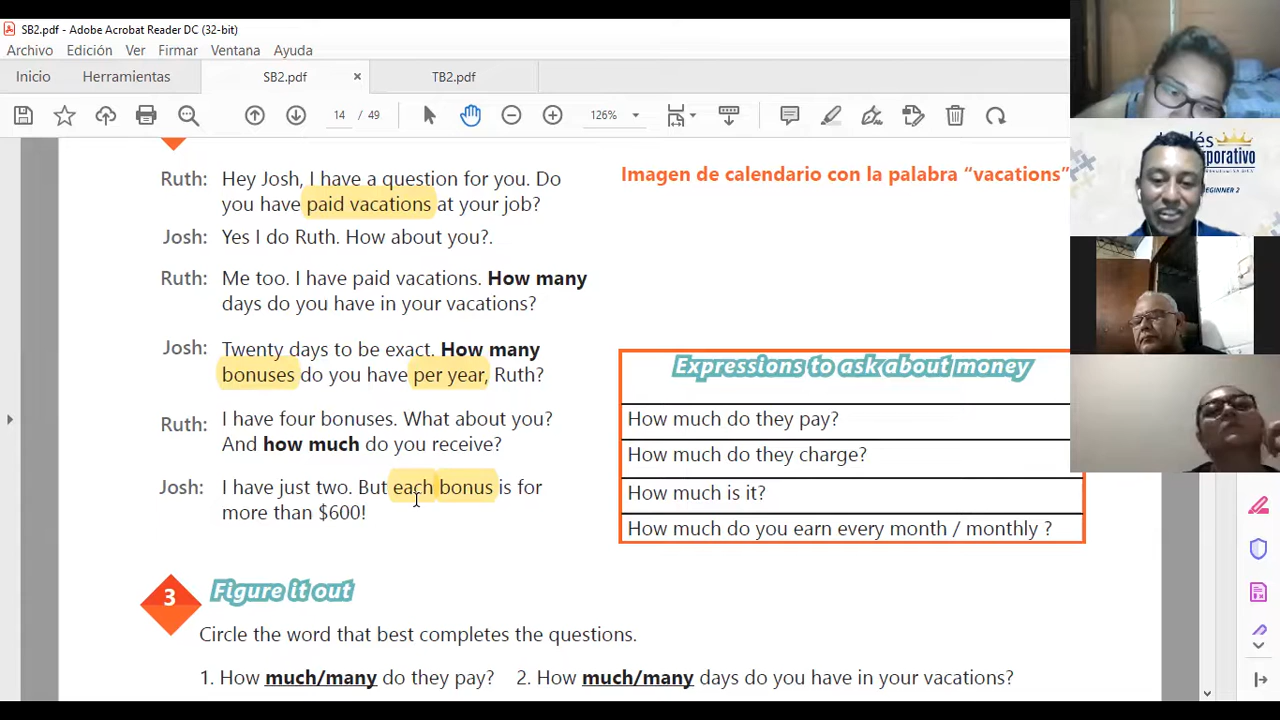 SB2.pdf - Adobe Acrobat Reader DC (32-bit)
Archivo Edición Ver Firmar Ventana Ayuda
Inicio Herramientas SB2.pdf × TB2.pdf
14 / 49 126%
Ruth: Hey Josh, I have a question for you. Do
you have paid vacations at your job?
Josh: Yes I do Ruth. How about you?.
Ruth: Me too. I have paid vacations. How many
days do you have in your vacations?
Josh: Twenty days to be exact. How many
bonuses do you have per year, Ruth?
Ruth: I have four bonuses. What about you?
And how much do you receive?
Josh: I have just two. But each bonus is for
more than $600!
Imagen de calendario con la palabra “vacations”
Expressions to ask about money
How much do they pay?
How much do they charge?
How much is it?
How much do you earn every month / monthly ?
3 Figure it out
Circle the word that best completes the questions.
1. How much/many do they pay? 2. How much/many days do you have in your vacations?
BEGINNER 2